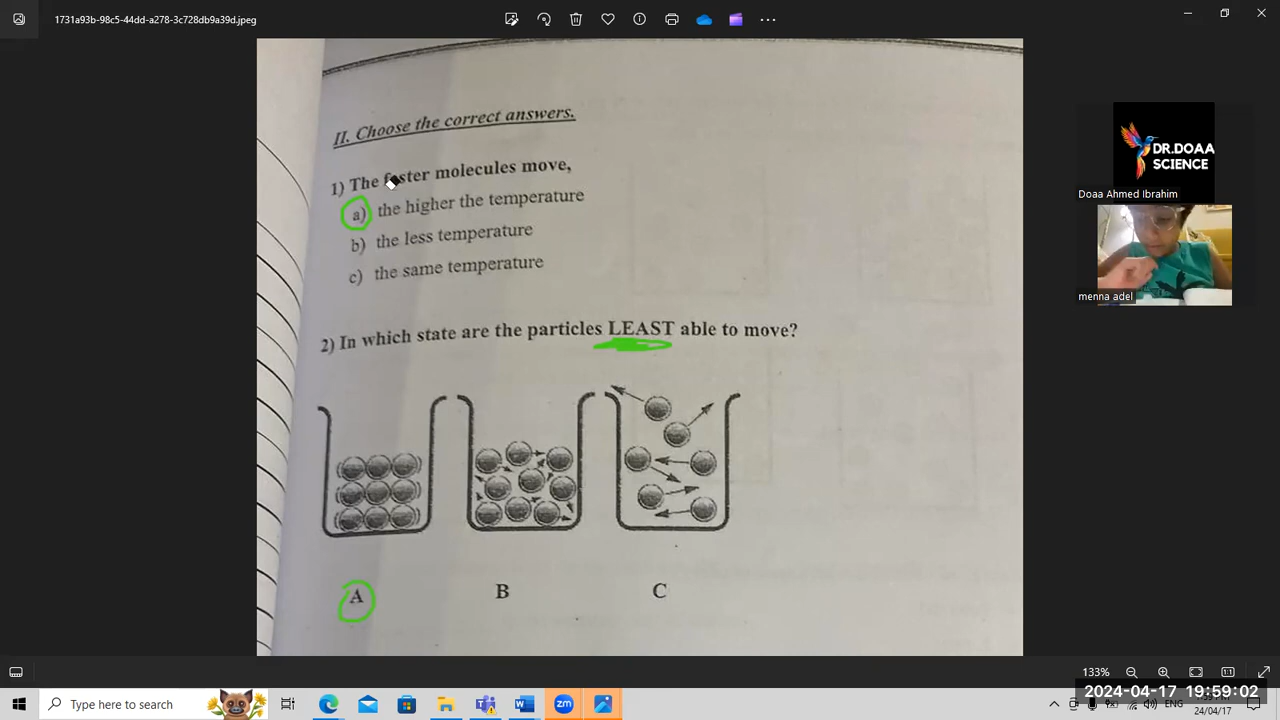 1731a93b-98c5-44dd-a278-3c728db9a39d.jpeg
II. Choose the correct answers.
1) The faster molecules move,
a) the higher the temperature
b) the less temperature
c) the same temperature
2) In which state are the particles LEAST able to move?
A
B
C
DR.DOAA
SCIENCE
Doaa Ahmed Ibrahim
menna adel
133%
1:1
Type here to search
zm
ENG
2024-04-17 19:59:02
24/04/17